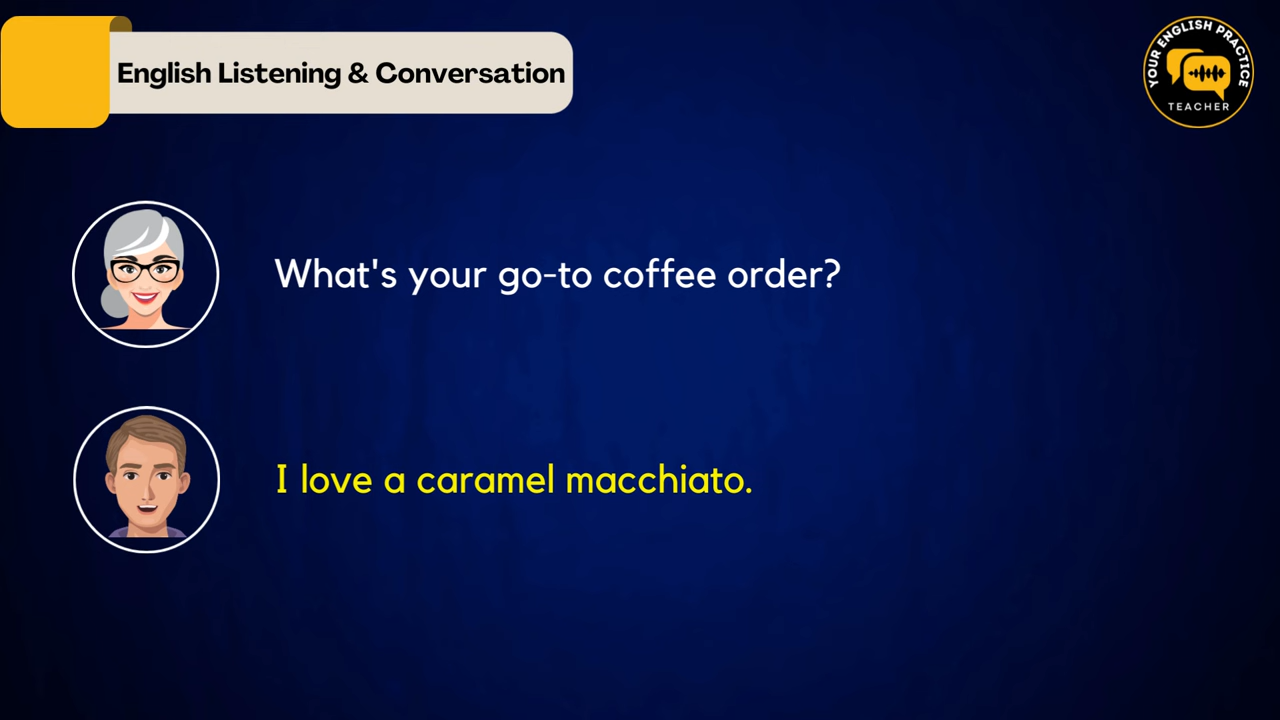 English Listening & Conversation
YOUR ENGLISH PRACTICE
TEACHER
What's your go-to coffee order?
I love a caramel macchiato.